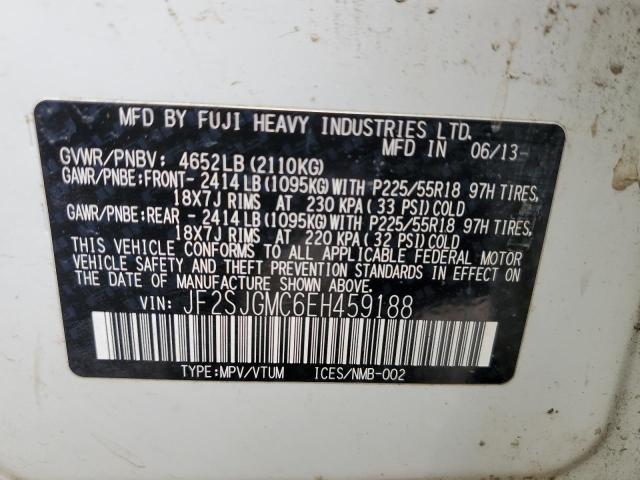 MFD BY FUJI HEAVY INDUSTRIES LTD.
MFD IN 06/13
GVWR/PNBV: 4652LB(2110KG)
GAWR/PNBE:FRONT- 2414LB(1095KG)WITH P225/55R18 97H TIRES,
18X7J RIMS AT 230 KPA(33 PSI)COLD
GAWR/PNBE:REAR - 2414LB(1095KG)WITH P225/55R18 97H TIRES,
18X7J RIMS AT 220 KPA(32 PSI)COLD
THIS VEHICLE CONFORMS TO ALL APPLICABLE FEDERAL MOTOR
VEHICLE SAFETY AND THEFT PREVENTION STANDARDS IN EFFECT ON
THE DATE OF MANUFACTURE SHOWN ABOVE.
VIN: JF2SJGMC6EH459188
TYPE:MPV/VTUM ICES/NMB-002